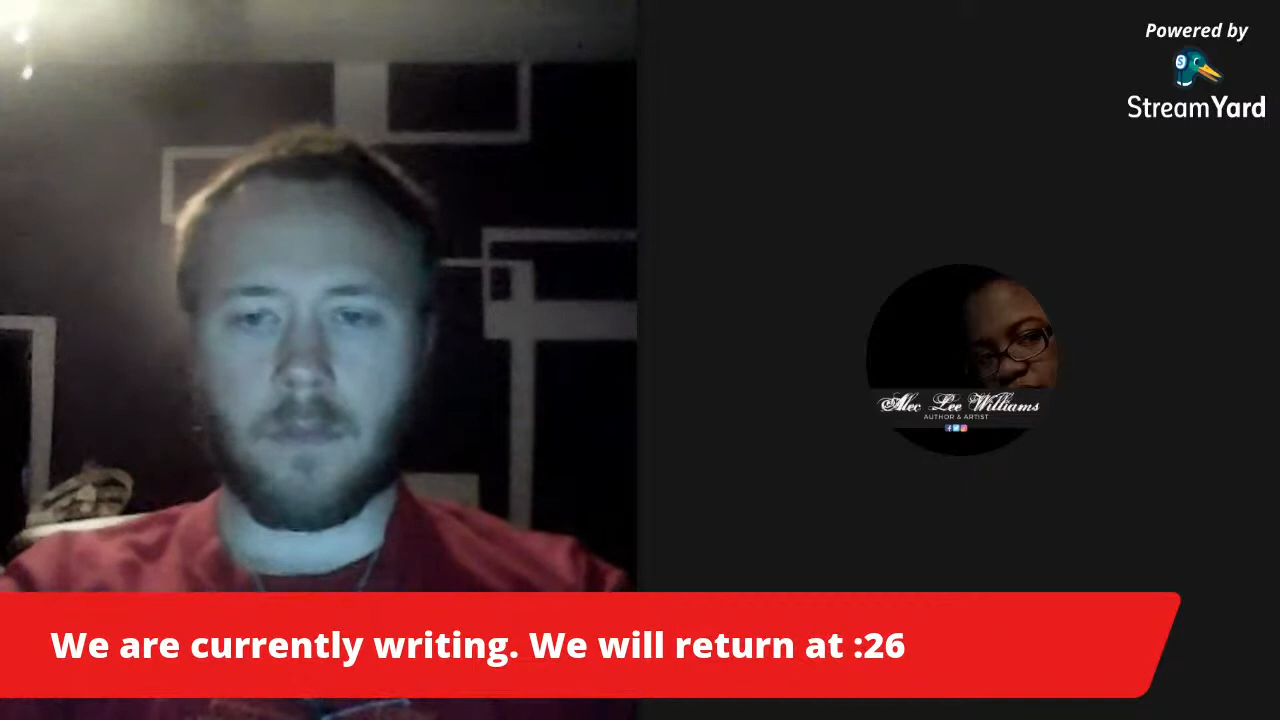 Powered by
StreamYard
Alec Lee Williams
AUTHOR & ARTIST
We are currently writing. We will return at :26